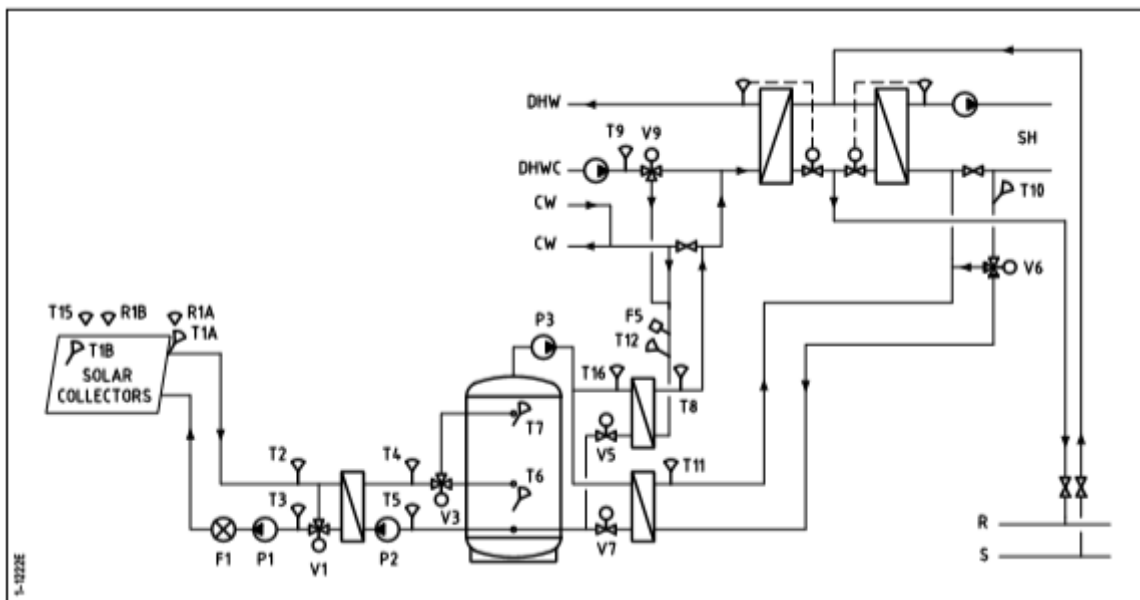 DHW
T9 V9
SH
DHWC
T10
CW
CW
V6
T15 R1B R1A
P3
F5
T1A
T12
T1B
SOLAR
COLLECTORS
T16
T8
T7
V5
T2 T4
T6
T11
T3 T5
V3
R
F1 P1 V1 P2
V7
S
1-1222E